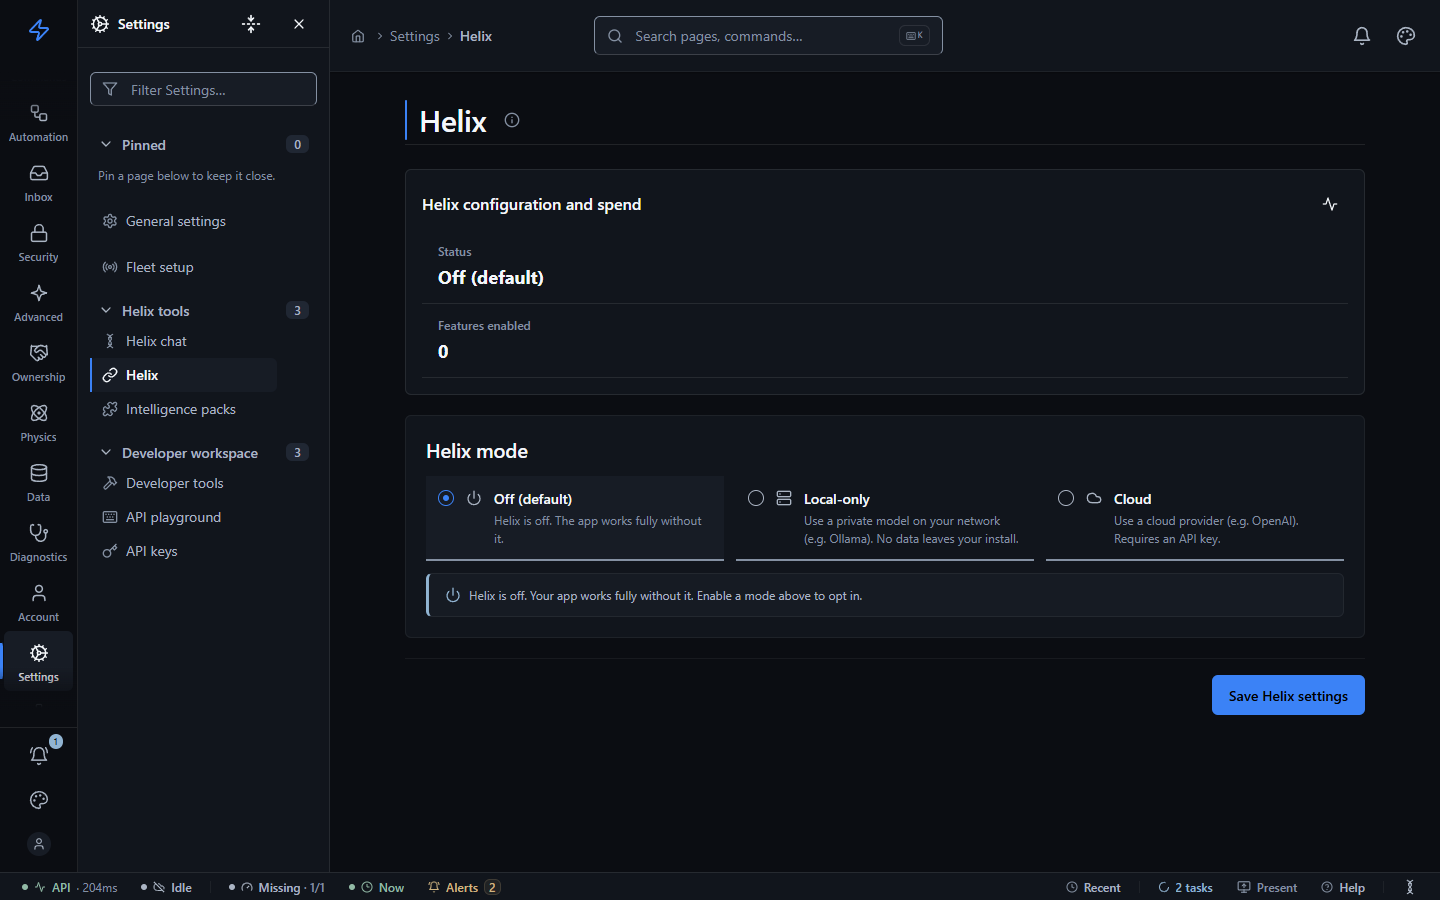 Settings
Settings
Helix
Search pages, commands...
K
Filter Settings...
Automation
Inbox
Security
Advanced
Ownership
Physics
Data
Diagnostics
Account
Settings
1
Pinned
0
Pin a page below to keep it close.
General settings
Fleet setup
Helix tools
3
Helix chat
Helix
Intelligence packs
Developer workspace
3
Developer tools
API playground
API keys
Helix
Helix configuration and spend
Status
Off (default)
Features enabled
0
Helix mode
Off (default)
Helix is off. The app works fully without
it.
Local-only
Use a private model on your network
(e.g. Ollama). No data leaves your install.
Cloud
Use a cloud provider (e.g. OpenAI).
Requires an API key.
Helix is off. Your app works fully without it. Enable a mode above to opt in.
Save Helix settings
API · 204ms
Idle
Missing · 1/1
Now
Alerts 2
Recent
2 tasks
Present
Help